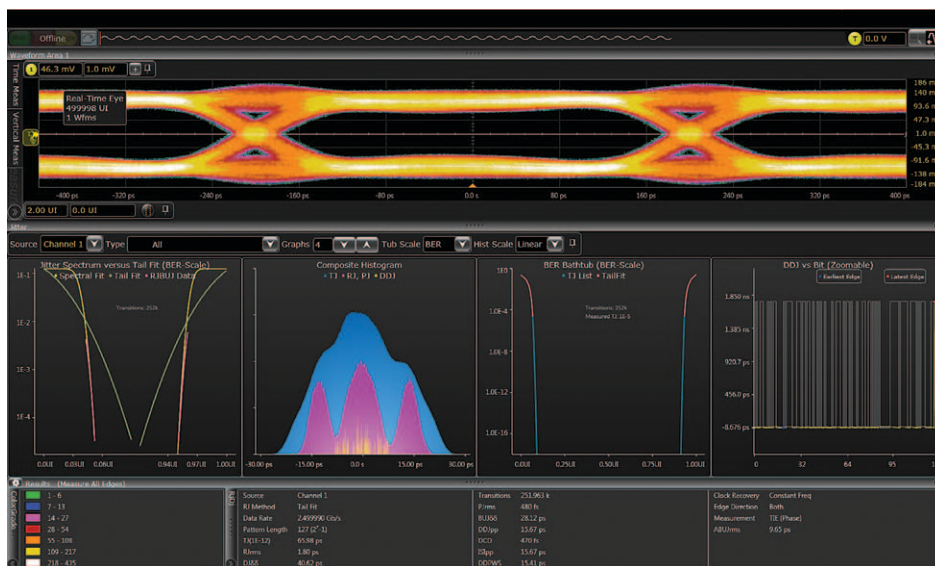 Offline
T 0.0 V
Waveform Area 1
1 46.3 mV 1.0 mV
Time Meas
Vertical Meas
Real-Time Eye
499998 UI
1 Wfms
186 m
140 m
93.6 m
47.3 m
-1.0 m
-45.3 m
-91.6 m
-138 m
-184 m
-400 ps -320 ps -240 ps -160 ps -80 ps 0.0 s 80 ps 160 ps 240 ps 320 ps 400 ps
2.00 UI 0.0 UI
Jitter
Source Channel 1 Type All Graphs 4 Tub Scale BER Hist Scale Linear
Jitter Spectrum versus Tail Fit (BER-Scale)
Spectral Fit Tail Fit RJBUJ Data
Transitions: 252k
1E-1
1E-2
1E-3
1E-4
0.0UI 0.03UI 0.06UI 0.94UI 0.97UI 1.00UI
Composite Histogram
TJ RJ, PJ DDJ
-30.00 ps -15.00 ps 0.0 s 15.00 ps 30.00 ps
BER Bathtub (BER-Scale)
TJ List TailFit
Transitions: 252k
1E0
1.0E-4
1.0E-8
1.0E-12
1.0E-16
0.0UI 0.25UI 0.50UI 0.75UI 1.00UI
DDJ vs Bit (Zoomable)
Earliest Edge Latest Edge
1.850 ns
1.385 ns
920.7 ps
456.0 ps
-8.676 ps
0 32 64 95
Results (Measure All Edges)
1 - 6
7 - 13
14 - 27
28 - 54
55 - 108
109 - 217
218 - 435
Source Channel 1
RJ Method Tail Fit
Data Rate 2.499990 Gb/s
Pattern Length 127 (2⁷-1)
TJ(1E-12) 65.98 ps
RJrms 1.80 ps
DJδδ 40.62 ps
Transitions 251.963 k
PJrms 480 fs
BUJδδ 28.12 ps
DDJpp 15.67 ps
DCD 470 fs
ISIpp 15.67 ps
DDPWS 15.41 ps
Clock Recovery Constant Freq
Edge Direction Both
Measurement TIE (Phase)
ABUJrms 9.65 ps